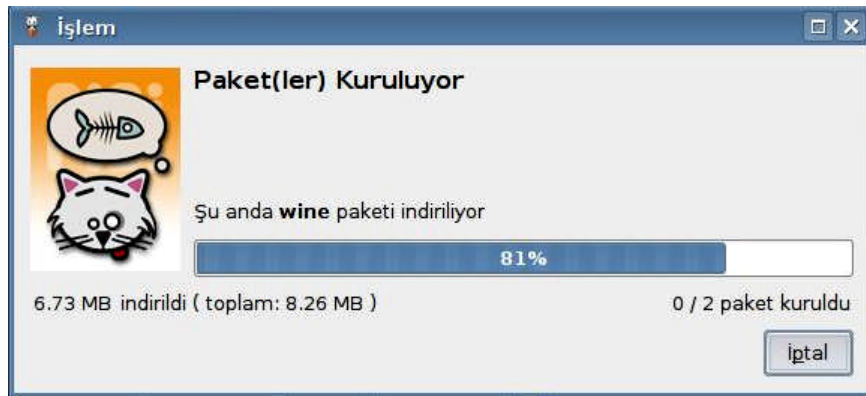 İşlem
Paket(ler) Kuruluyor
Şu anda wine paketi indiriliyor
81%
6.73 MB indirildi ( toplam: 8.26 MB )
0 / 2 paket kuruldu
İptal